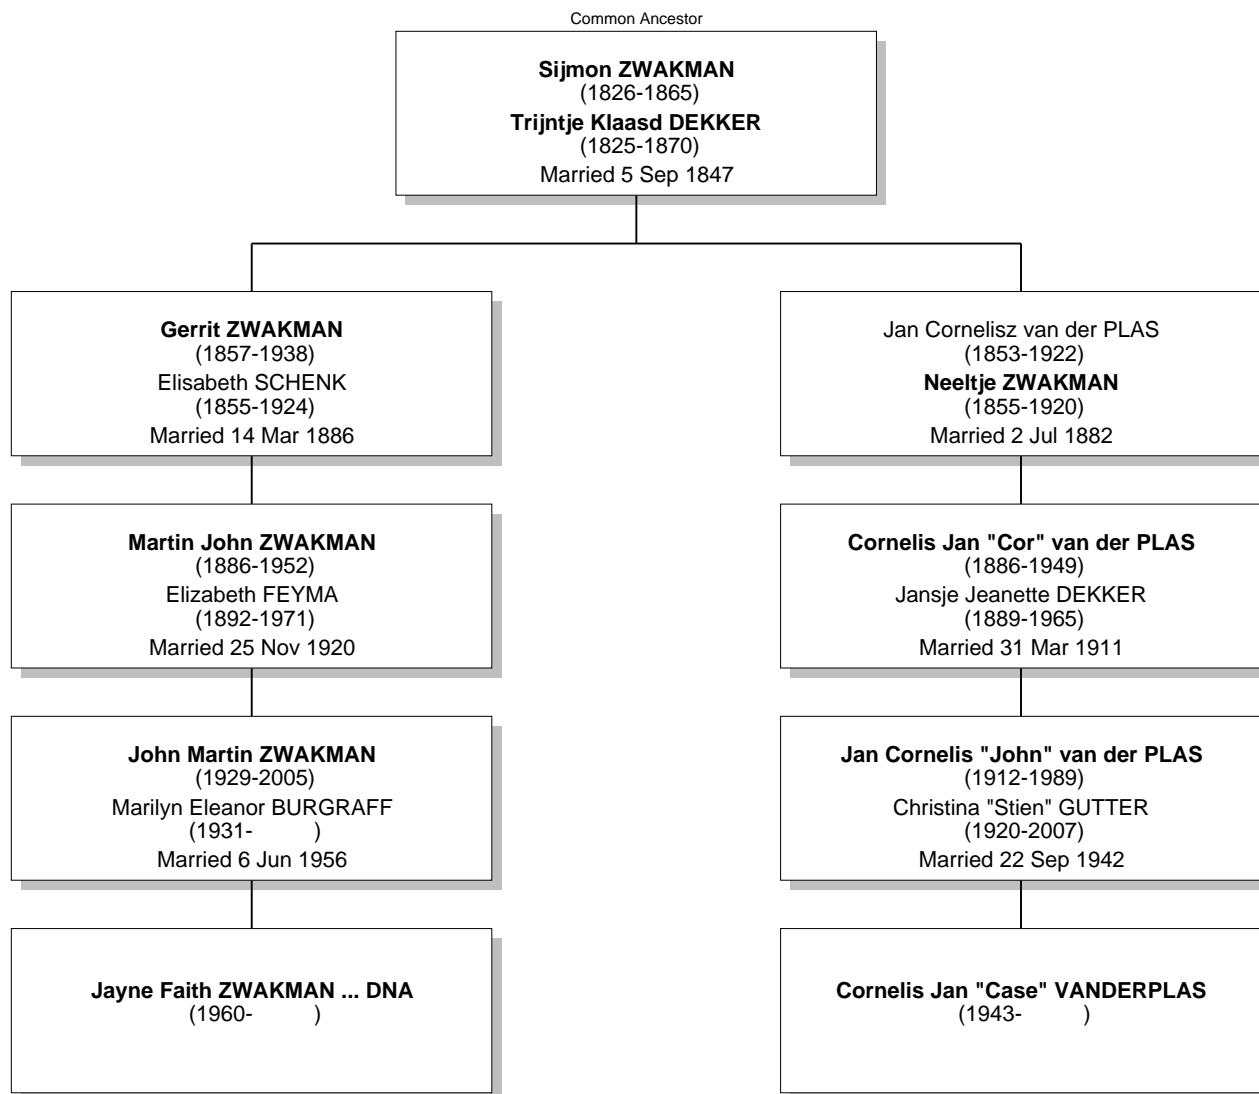 Common Ancestor
Sijmon ZWAKMAN
(1826-1865)
Trijntje Klaasd DEKKER
(1825-1870)
Married 5 Sep 1847
Gerrit ZWAKMAN
(1857-1938)
Elisabeth SCHENK
(1855-1924)
Married 14 Mar 1886
Jan Cornelisz van der PLAS
(1853-1922)
Neeltje ZWAKMAN
(1855-1920)
Married 2 Jul 1882
Martin John ZWAKMAN
(1886-1952)
Elizabeth FEYMA
(1892-1971)
Married 25 Nov 1920
Cornelis Jan "Cor" van der PLAS
(1886-1949)
Jansje Jeanette DEKKER
(1889-1965)
Married 31 Mar 1911
John Martin ZWAKMAN
(1929-2005)
Marilyn Eleanor BURGRAFF
(1931- )
Married 6 Jun 1956
Jan Cornelis "John" van der PLAS
(1912-1989)
Christina "Stien" GUTTER
(1920-2007)
Married 22 Sep 1942
Jayne Faith ZWAKMAN ... DNA
(1960- )
Cornelis Jan "Case" VANDERPLAS
(1943- )